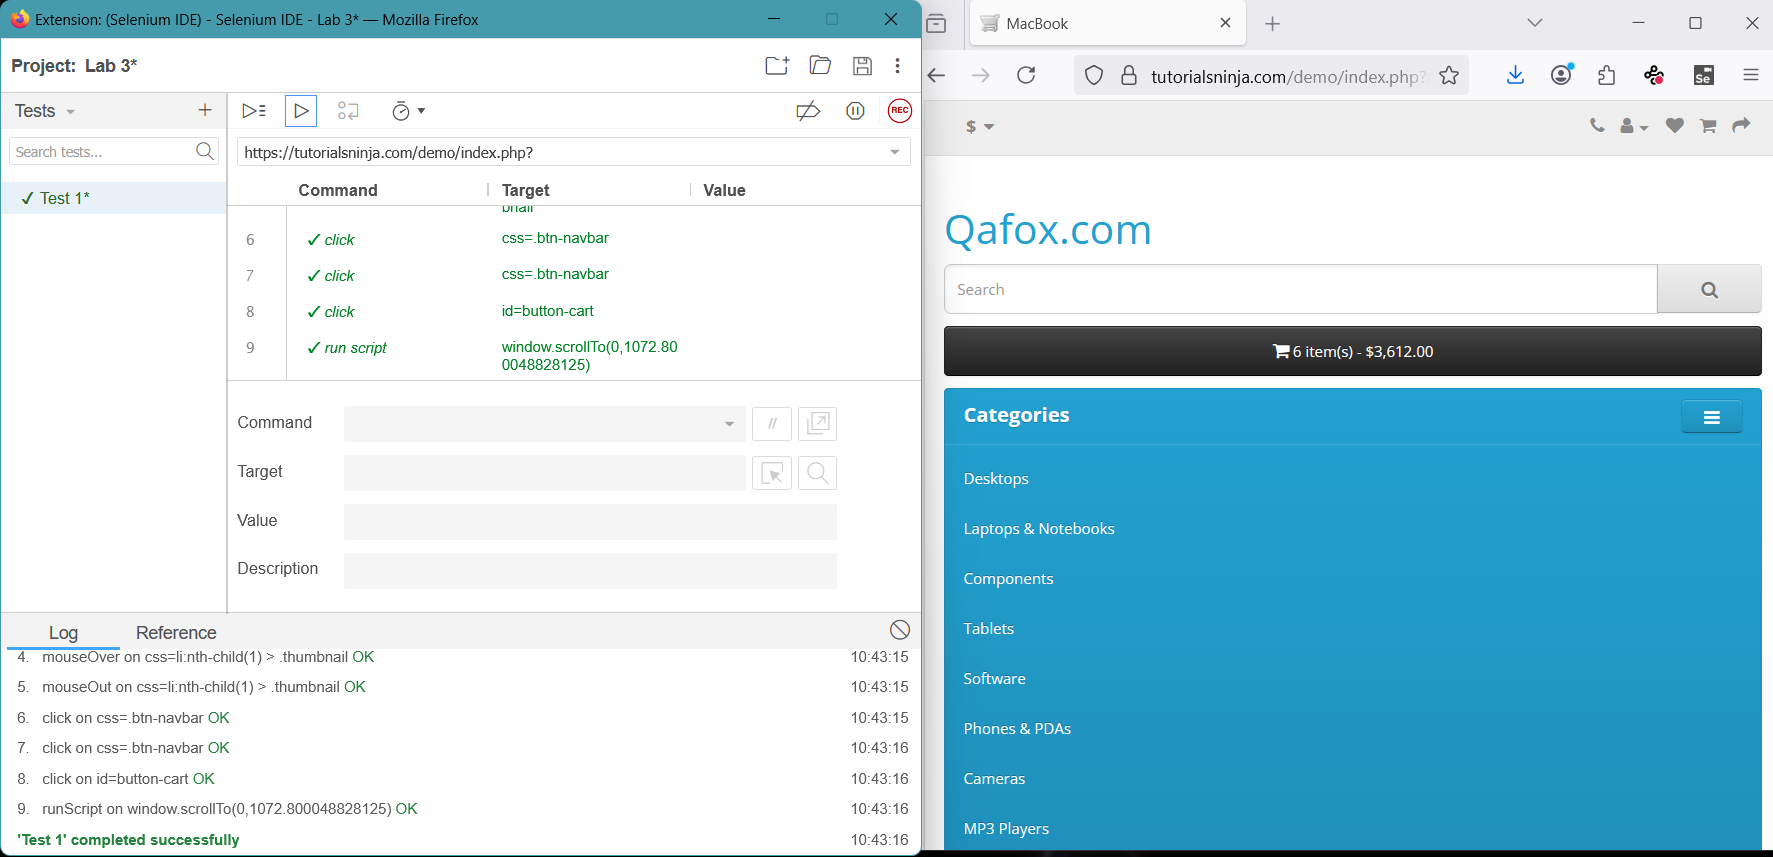 Extension: (Selenium IDE) - Selenium IDE - Lab 3* — Mozilla Firefox
Project: Lab 3*
Tests
+
Search tests...
✓ Test 1*
REC
https://tutorialsninja.com/demo/index.php?
Command Target Value
bnail
6 ✓ click css=.btn-navbar
7 ✓ click css=.btn-navbar
8 ✓ click id=button-cart
9 ✓ run script window.scrollTo(0,1072.80
0048828125)
Command
//
Target
Value
Description
Log Reference
4. mouseOver on css=li:nth-child(1) > .thumbnail OK 10:43:15
5. mouseOut on css=li:nth-child(1) > .thumbnail OK 10:43:15
6. click on css=.btn-navbar OK 10:43:15
7. click on css=.btn-navbar OK 10:43:16
8. click on id=button-cart OK 10:43:16
9. runScript on window.scrollTo(0,1072.800048828125) OK 10:43:16
'Test 1' completed successfully 10:43:16
MacBook
tutorialsninja.com/demo/index.php?
Se
$
Qafox.com
Search
6 item(s) - $3,612.00
Categories
Desktops
Laptops & Notebooks
Components
Tablets
Software
Phones & PDAs
Cameras
MP3 Players